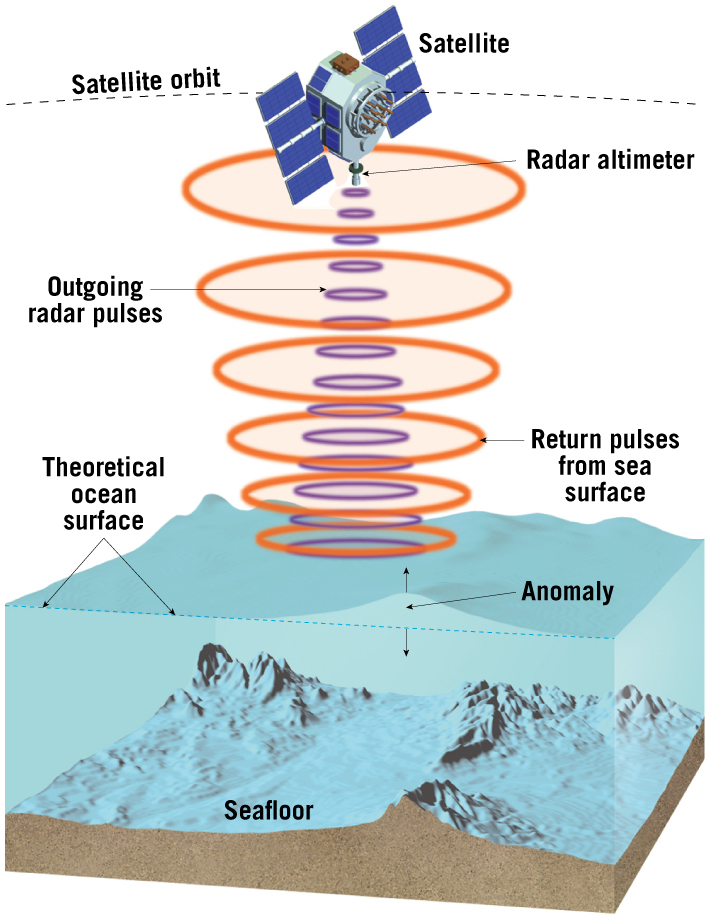 Satellite
Satellite orbit
Radar altimeter
Outgoing
radar pulses
Return pulses
from sea
surface
Theoretical
ocean
surface
Anomaly
Seafloor